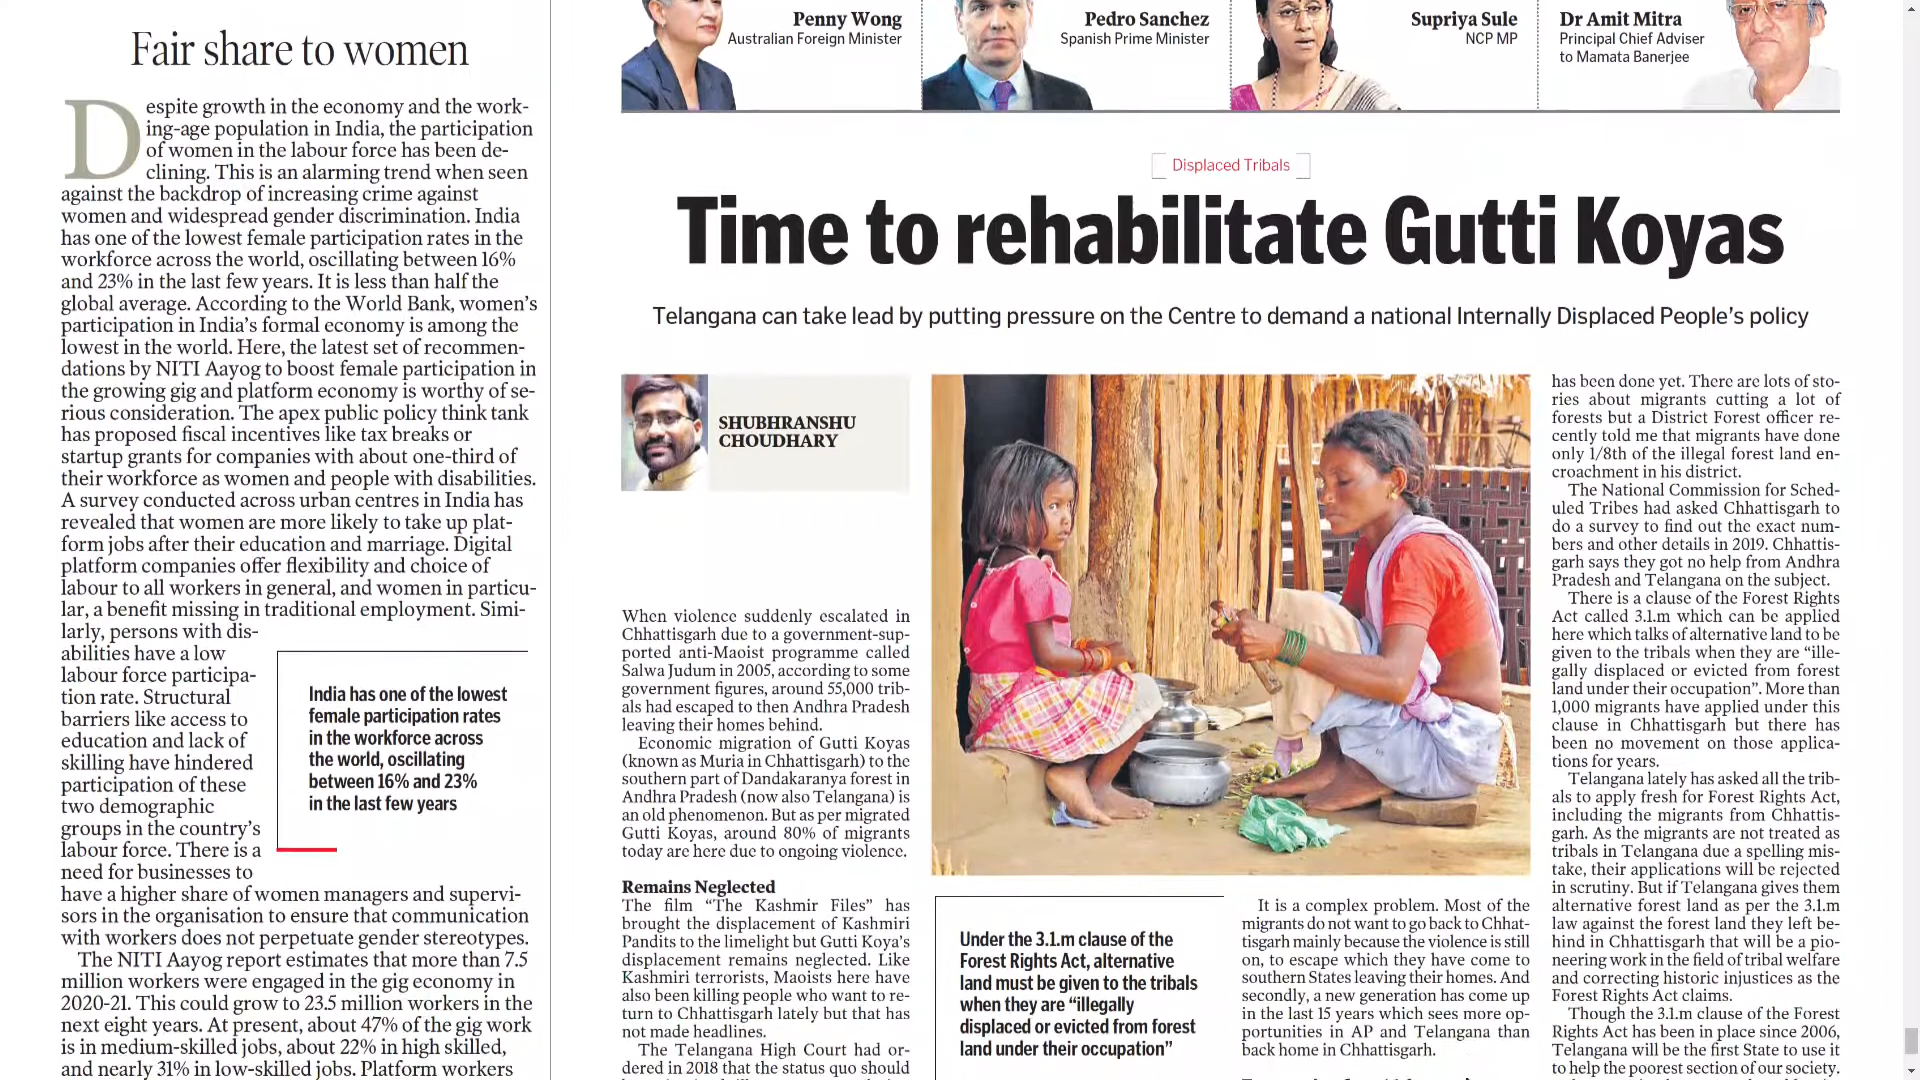 Fair share to women
Despite growth in the economy and the work-
ing-age population in India, the participation
of women in the labour force has been de-
clining. This is an alarming trend when seen
against the backdrop of increasing crime against
women and widespread gender discrimination. India
has one of the lowest female participation rates in the
workforce across the world, oscillating between 16%
and 23% in the last few years. It is less than half the
global average. According to the World Bank, women's
participation in India's formal economy is among the
lowest in the world. Here, the latest set of recommen-
dations by NITI Aayog to boost female participation in
the growing gig and platform economy is worthy of se-
rious consideration. The apex public policy think tank
has proposed fiscal incentives like tax breaks or
startup grants for companies with about one-third of
their workforce as women and people with disabilities.
A survey conducted across urban centres in India has
revealed that women are more likely to take up plat-
form jobs after their education and marriage. Digital
platform companies offer flexibility and choice of
labour to all workers in general, and women in particu-
lar, a benefit missing in traditional employment. Simi-
larly, persons with dis-
abilities have a low
labour force participa-
tion rate. Structural
barriers like access to
education and lack of
skilling have hindered
participation of these
two demographic
groups in the country's
labour force. There is a
need for businesses to
have a higher share of women managers and supervi-
sors in the organisation to ensure that communication
with workers does not perpetuate gender stereotypes.
The NITI Aayog report estimates that more than 7.5
million workers were engaged in the gig economy in
2020-21. This could grow to 23.5 million workers in the
next eight years. At present, about 47% of the gig work
is in medium-skilled jobs, about 22% in high skilled,
and nearly 31% in low-skilled jobs. Platform workers
India has one of the lowest
female participation rates
in the workforce across
the world, oscillating
between 16% and 23%
in the last few years
Penny Wong
Australian Foreign Minister
Pedro Sanchez
Spanish Prime Minister
Supriya Sule
NCP MP
Dr Amit Mitra
Principal Chief Adviser
to Mamata Banerjee
Displaced Tribals
Time to rehabilitate Gutti Koyas
Telangana can take lead by putting pressure on the Centre to demand a national Internally Displaced People's policy
SHUBHRANSHU
CHOUDHARY
When violence suddenly escalated in
Chhattisgarh due to a government-sup-
ported anti-Maoist programme called
Salwa Judum in 2005, according to some
government figures, around 55,000 trib-
als had escaped to then Andhra Pradesh
leaving their homes behind.
Economic migration of Gutti Koyas
(known as Muria in Chhattisgarh) to the
southern part of Dandakaranya forest in
Andhra Pradesh (now also Telangana) is
an old phenomenon. But as per migrated
Gutti Koyas, around 80% of migrants
today are here due to ongoing violence.
Remains Neglected
The film “The Kashmir Files” has
brought the displacement of Kashmiri
Pandits to the limelight but Gutti Koya's
displacement remains neglected. Like
Kashmiri terrorists, Maoists here have
also been killing people who want to re-
turn to Chhattisgarh lately but that has
not made headlines.
The Telangana High Court had or-
dered in 2018 that the status quo should
Under the 3.1.m clause of the
Forest Rights Act, alternative
land must be given to the tribals
when they are “illegally
displaced or evicted from forest
land under their occupation”
It is a complex problem. Most of the
migrants do not want to go back to Chhat-
tisgarh mainly because the violence is still
on, to escape which they have come to
southern States leaving their homes. And
secondly, a new generation has come up
in the last 15 years which sees more op-
portunities in AP and Telangana than
back home in Chhattisgarh.
has been done yet. There are lots of sto-
ries about migrants cutting a lot of
forests but a District Forest officer re-
cently told me that migrants have done
only 1/8th of the illegal forest land en-
croachment in his district.
The National Commission for Sched-
uled Tribes had asked Chhattisgarh to
do a survey to find out the exact num-
bers and other details in 2019. Chhattis-
garh says they got no help from Andhra
Pradesh and Telangana on the subject.
There is a clause of the Forest Rights
Act called 3.1.m which can be applied
here which talks of alternative land to be
given to the tribals when they are “ille-
gally displaced or evicted from forest
land under their occupation”. More than
1,000 migrants have applied under this
clause in Chhattisgarh but there has
been no movement on those applica-
tions for years.
Telangana lately has asked all the trib-
als to apply fresh for Forest Rights Act,
including the migrants from Chhattis-
garh. As the migrants are not treated as
tribals in Telangana due a spelling mis-
take, their applications will be rejected
in scrutiny. But if Telangana gives them
alternative forest land as per the 3.1.m
law against the forest land they left be-
hind in Chhattisgarh that will be a pio-
neering work in the field of tribal welfare
and correcting historic injustices as the
Forest Rights Act claims.
Though the 3.1.m clause of the Forest
Rights Act has been in place since 2006,
Telangana will be the first State to use it
to help the poorest section of our society.